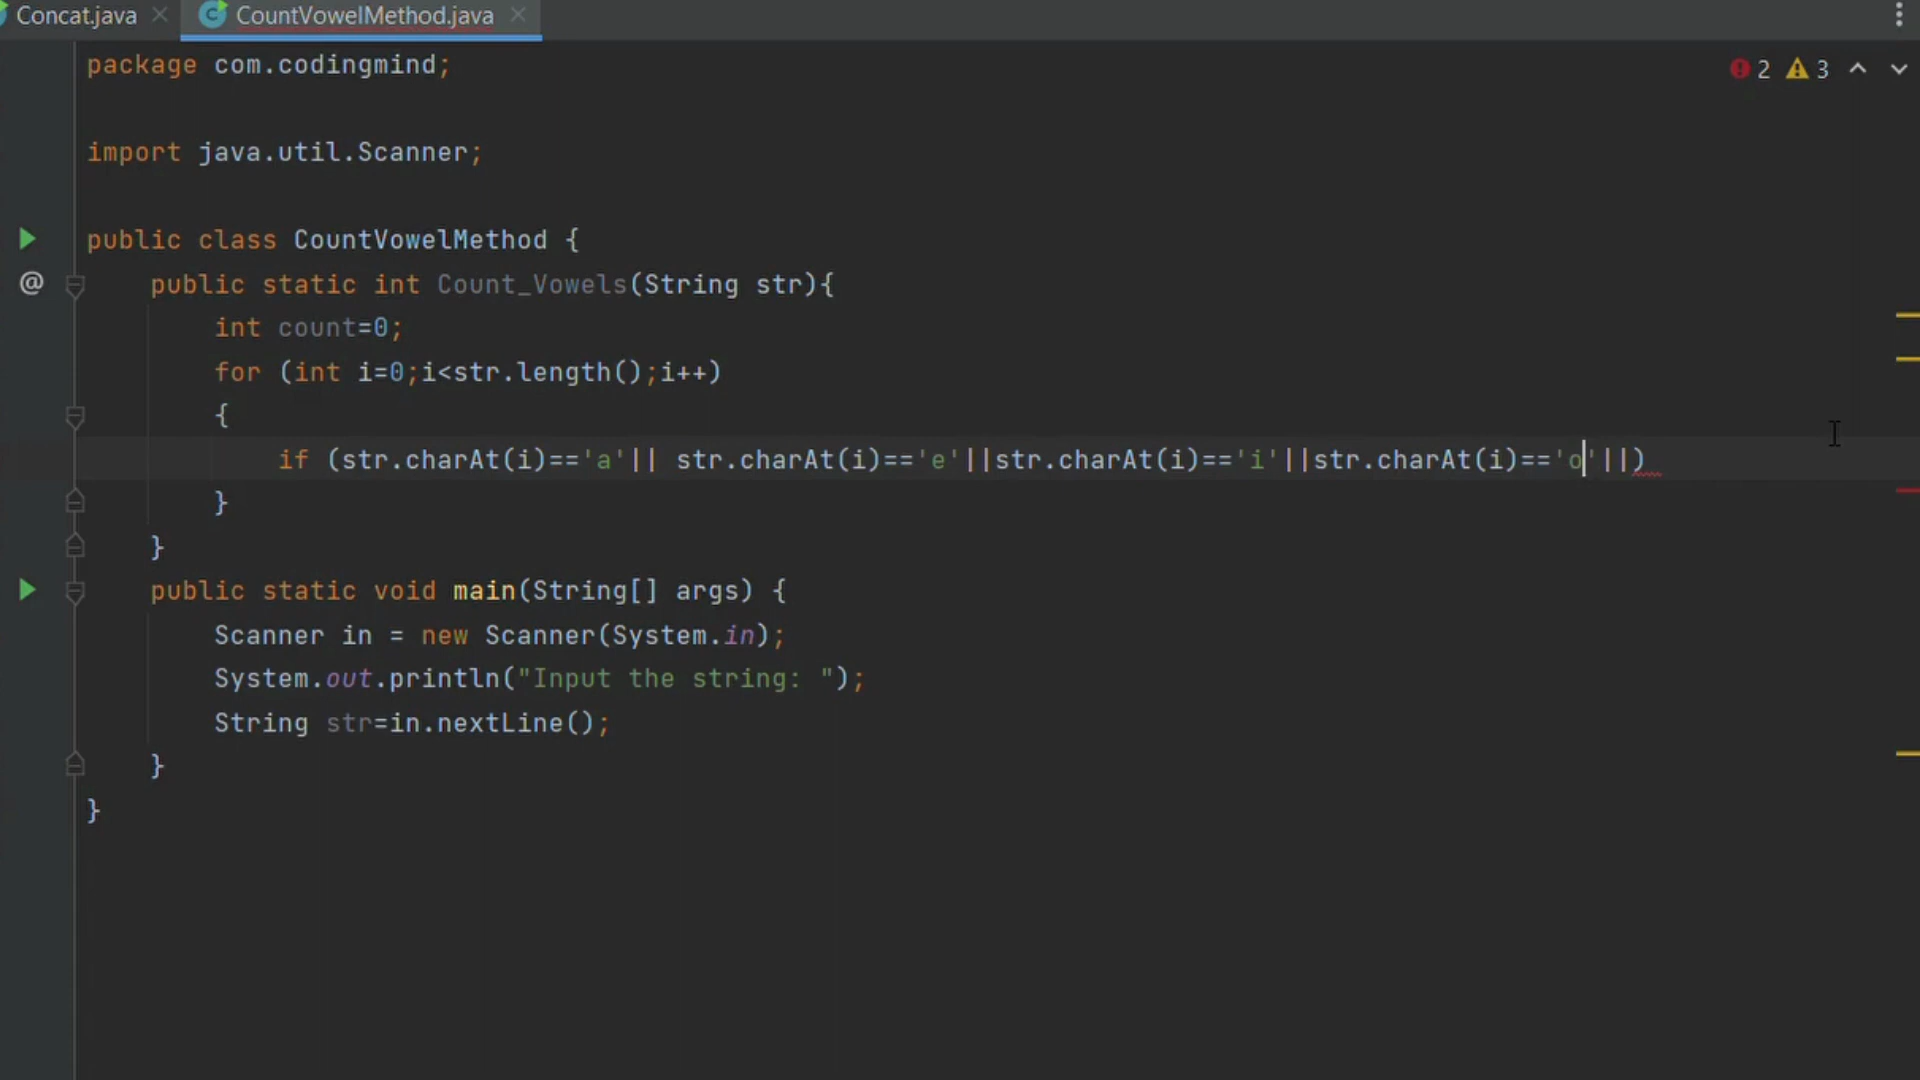 Concat.java CountVowelMethod.java
package com.codingmind;
2 3
import java.util.Scanner;
public class CountVowelMethod {
@ public static int Count_Vowels(String str){
int count=0;
for (int i=0;i<str.length();i++)
{
if (str.charAt(i)=='a'|| str.charAt(i)=='e'||str.charAt(i)=='i'||str.charAt(i)=='o'||)
}
}
public static void main(String[] args) {
Scanner in = new Scanner(System.in);
System.out.println("Input the string: ");
String str=in.nextLine();
}
}